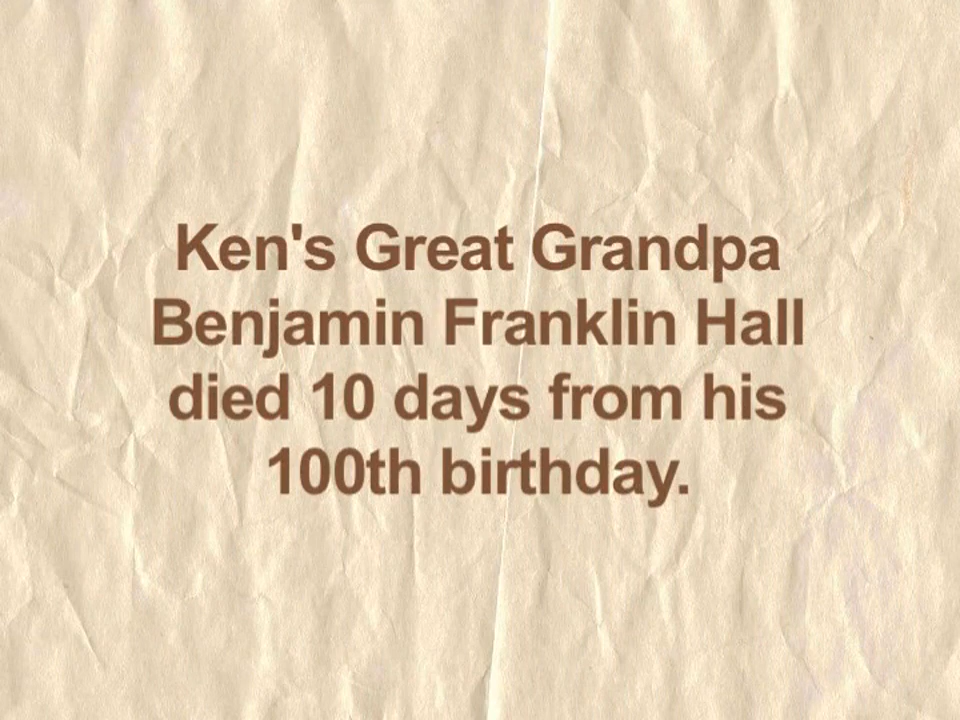 Ken's Great Grandpa
Benjamin Franklin Hall
died 10 days from his
100th birthday.